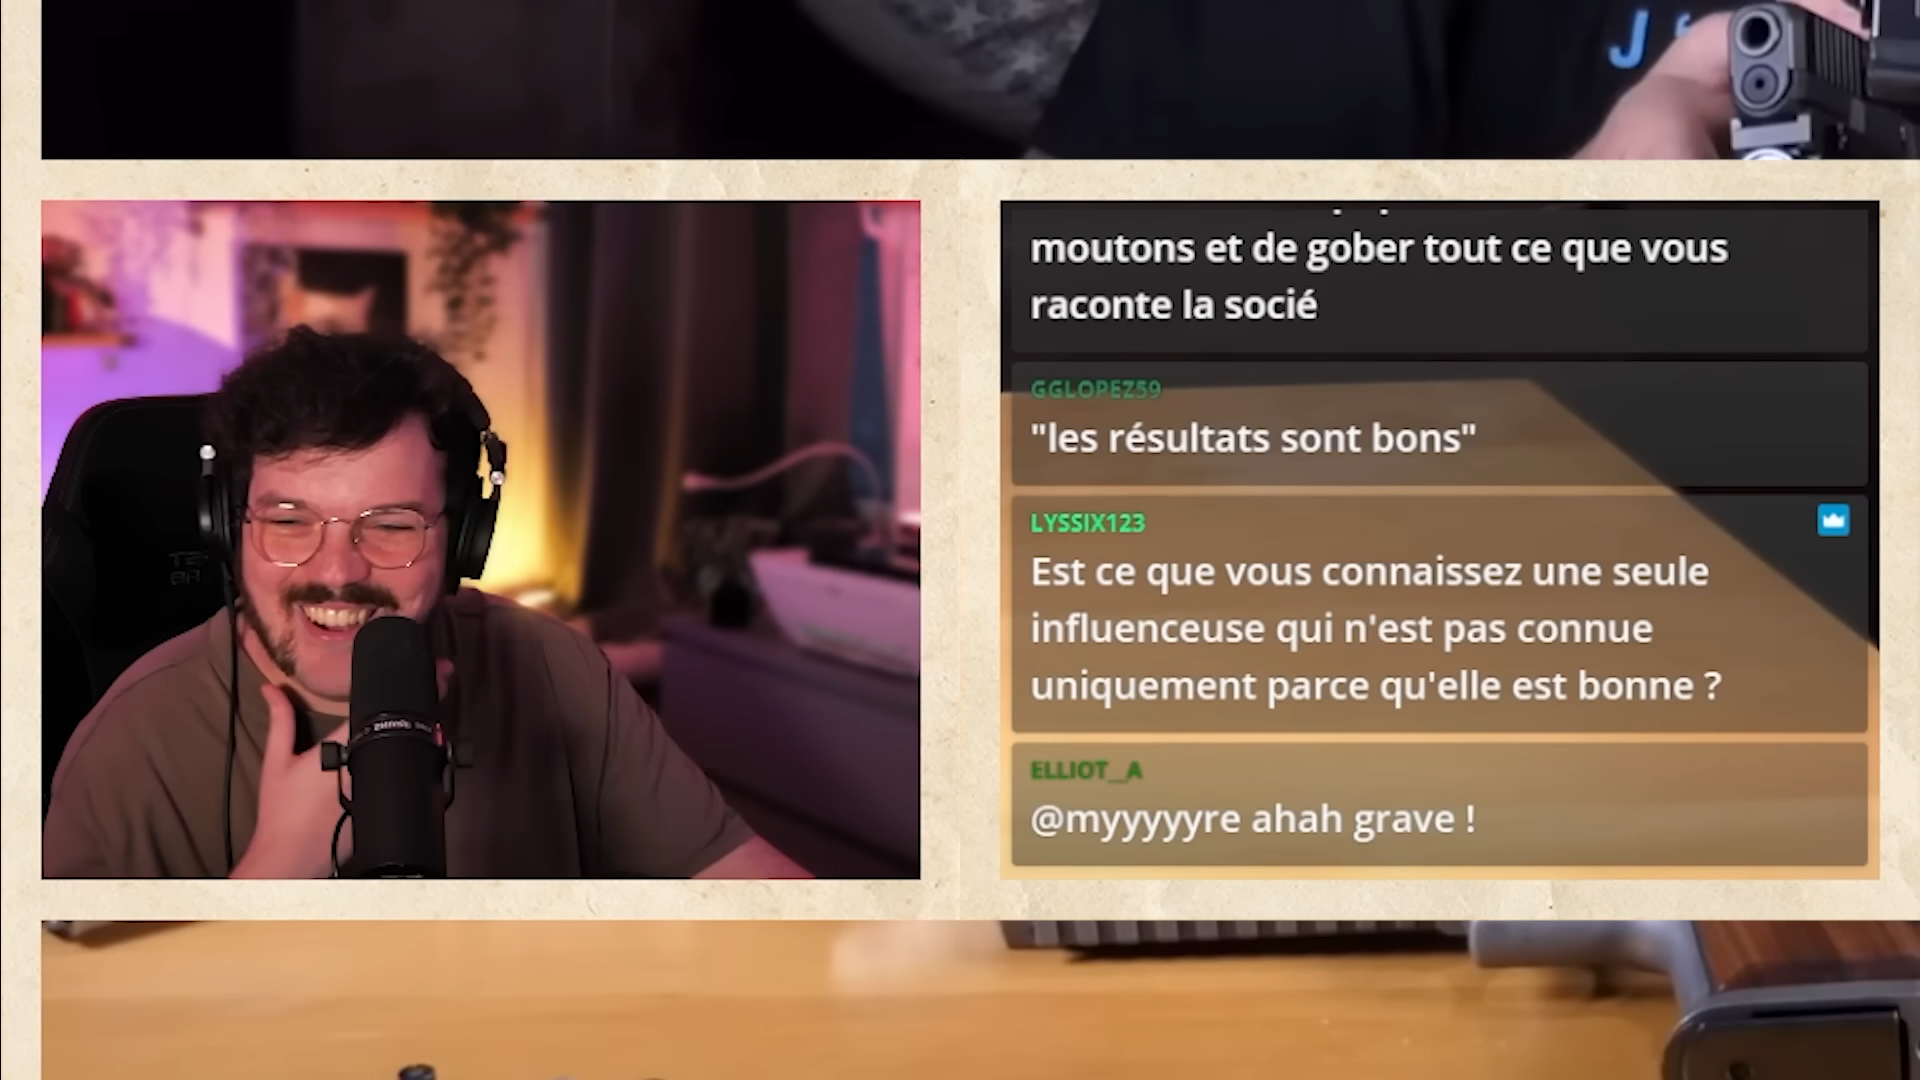 J
moutons et de gober tout ce que vous
raconte la socié
GGLOPEZ59
"les résultats sont bons"
LYSSIX123
Est ce que vous connaissez une seule
influenceuse qui n'est pas connue
uniquement parce qu'elle est bonne ?
ELLIOT__A
@myyyyyre ahah grave !